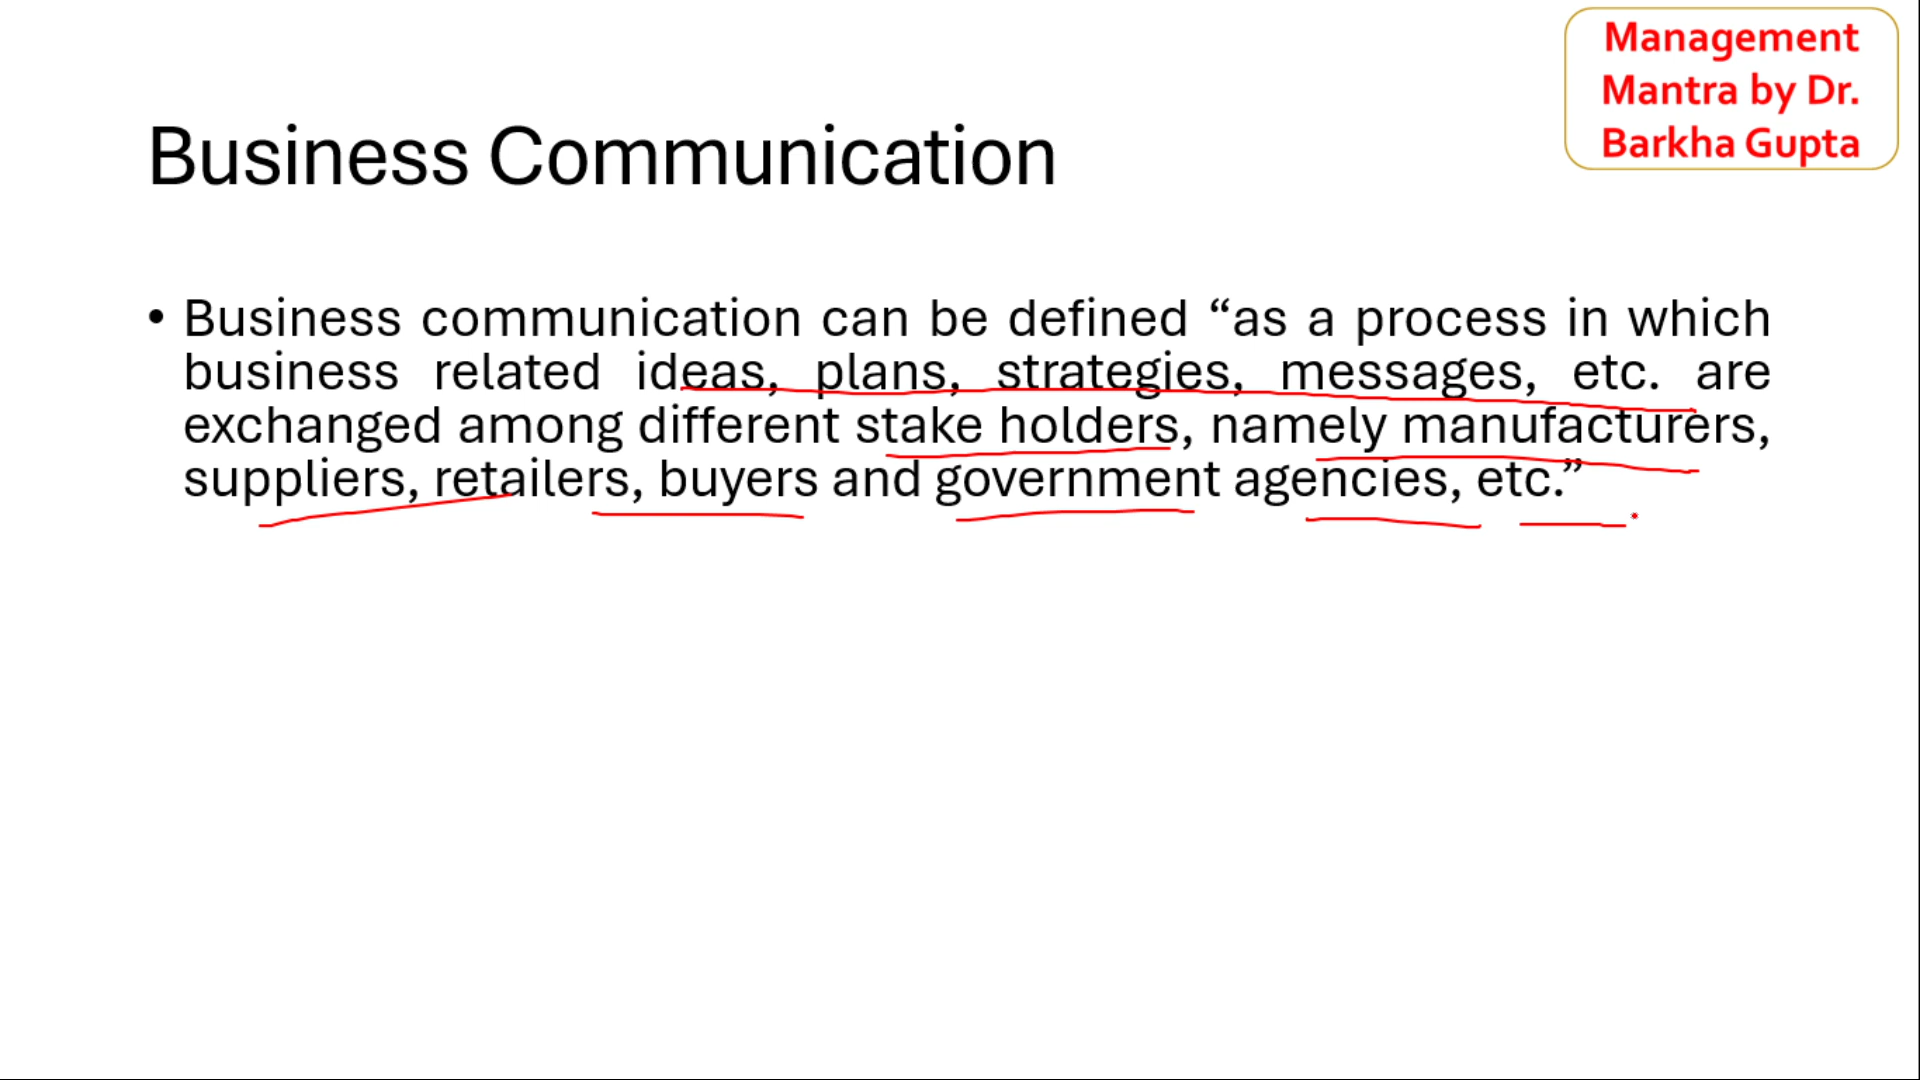 Management
Mantra by Dr.
Barkha Gupta
Business Communication
• Business communication can be defined “as a process in which
business related ideas, plans, strategies, messages, etc. are
exchanged among different stake holders, namely manufacturers,
suppliers, retailers, buyers and government agencies, etc.”